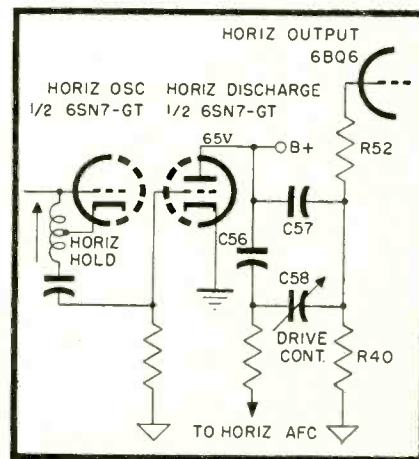 HORIZ OUTPUT
6BQ6
HORIZ OSC
1/2 6SN7-GT
HORIZ DISCHARGE
1/2 6SN7-GT
65V
B+
R52
HORIZ
HOLD
C56
C57
C58
DRIVE
CONT.
R40
TO HORIZ AFC